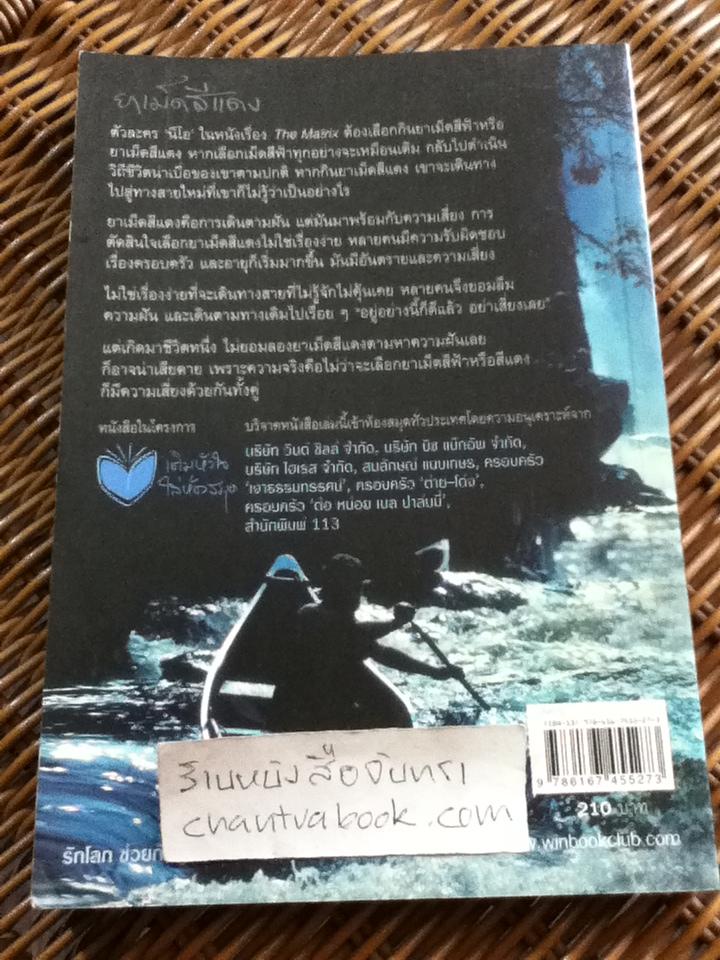 ยาเม็ดสีแดง
ตัวละคร 'นีโอ' ในหนังเรื่อง The Matrix ต้องเลือกกินยาเม็ดสีฟ้าหรือ
ยาเม็ดสีแดง หากเลือกเม็ดสีฟ้าทุกอย่างจะเหมือนเดิม กลับไปดำเนิน
วิถีชีวิตน่าเบื่อของเขาตามปกติ หากกินยาเม็ดสีแดง เขาจะเดินทาง
ไปสู่ทางสายใหม่ที่เขาก็ไม่รู้ว่าเป็นอย่างไร
ยาเม็ดสีแดงคือการเดินตามฝัน แต่มันมาพร้อมกับความเสี่ยง การ
ตัดสินใจเลือกยาเม็ดสีแดงไม่ใช่เรื่องง่าย หลายคนมีความรับผิดชอบ
เรื่องครอบครัว และอายุก็เริ่มมากขึ้น มันมีอันตรายและความเสี่ยง
ไม่ใช่เรื่องง่ายที่จะเดินทางสายที่ไม่รู้จักไม่คุ้นเคย หลายคนจึงยอมลืม
ความฝัน และเดินตามทางเดิมไปเรื่อย ๆ "อยู่อย่างนี้ก็ดีแล้ว อย่าเสี่ยงเลย"
แต่เกิดมาชีวิตหนึ่ง ไม่ยอมลองยาเม็ดสีแดงตามหาความฝันเลย
ก็อาจน่าเสียดาย เพราะความจริงคือไม่ว่าจะเลือกยาเม็ดสีฟ้าหรือสีแดง
ก็มีความเสี่ยงด้วยกันทั้งคู่
หนังสือในโครงการ
เติมหัวใจ
ใส่ห้องสมุด
บริจาคหนังสือเล่มนี้เข้าห้องสมุดทั่วประเทศโดยความอนุเคราะห์จาก
บริษัท วินด์ ชิลล์ จำกัด, บริษัท บิซ แบ๊กอัพ จำกัด,
บริษัท ไฮเรส จำกัด, สมลักษณ์ แนบเกษร, ครอบครัว
'เจาธรรมทรรศน์', ครอบครัว 'ต่าย-โด่ง',
ครอบครัว 'ต่อ หน่อย เบล ปาล์มมี่',
สำนักพิมพ์ 113
9 786167 455273
210 บาท
ร้านหนังสือจันทรา
chantrabook.com
รักโลก ช่วยกั
w.winbookclub.com